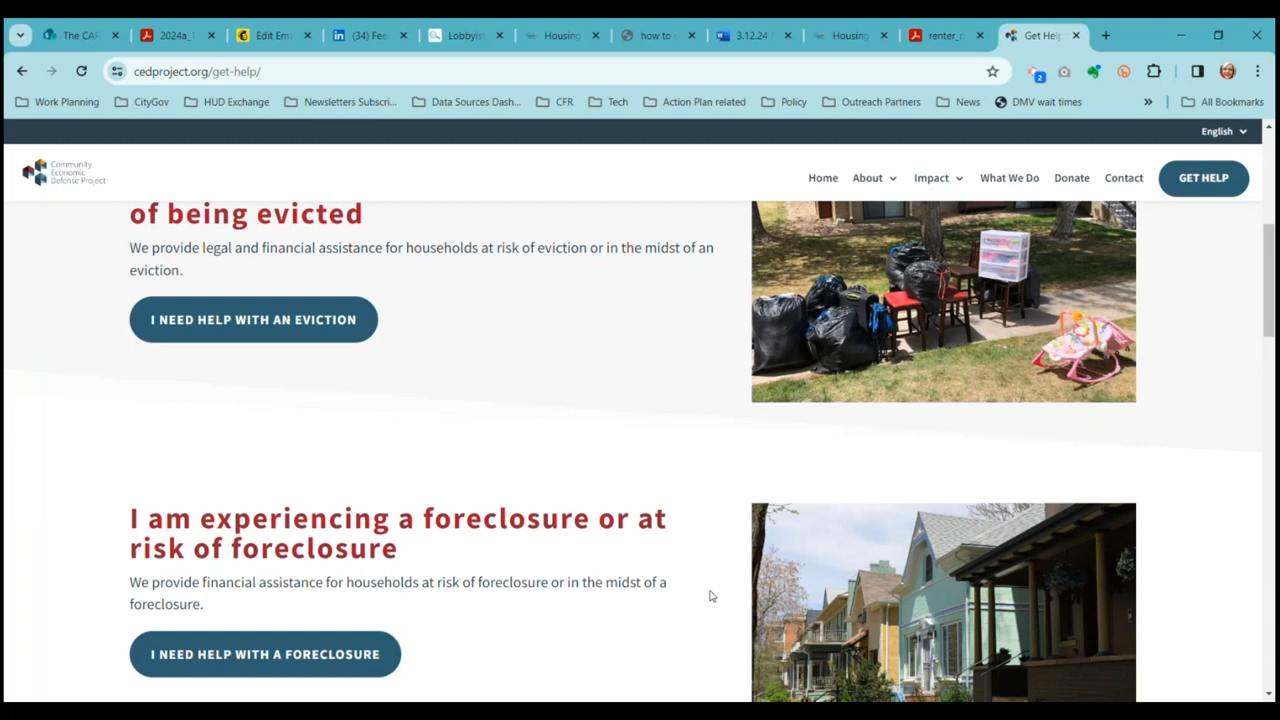 The CAF
2024a_
Edit Em
(34) Fee
Lobbyis
Housing
how to
3.12.24
Housing
renter_r
Get Help
cedproject.org/get-help/
2
Work Planning
CityGov
HUD Exchange
Newsletters Subscri...
Data Sources Dash...
CFR
Tech
Action Plan related
Policy
Outreach Partners
News
DMV wait times
»
All Bookmarks
English
Community
Economic
Defense Project
Home
About
Impact
What We Do
Donate
Contact
GET HELP
of being evicted
We provide legal and financial assistance for households at risk of eviction or in the midst of an
eviction.
I NEED HELP WITH AN EVICTION
I am experiencing a foreclosure or at
risk of foreclosure
We provide financial assistance for households at risk of foreclosure or in the midst of a
foreclosure.
I NEED HELP WITH A FORECLOSURE